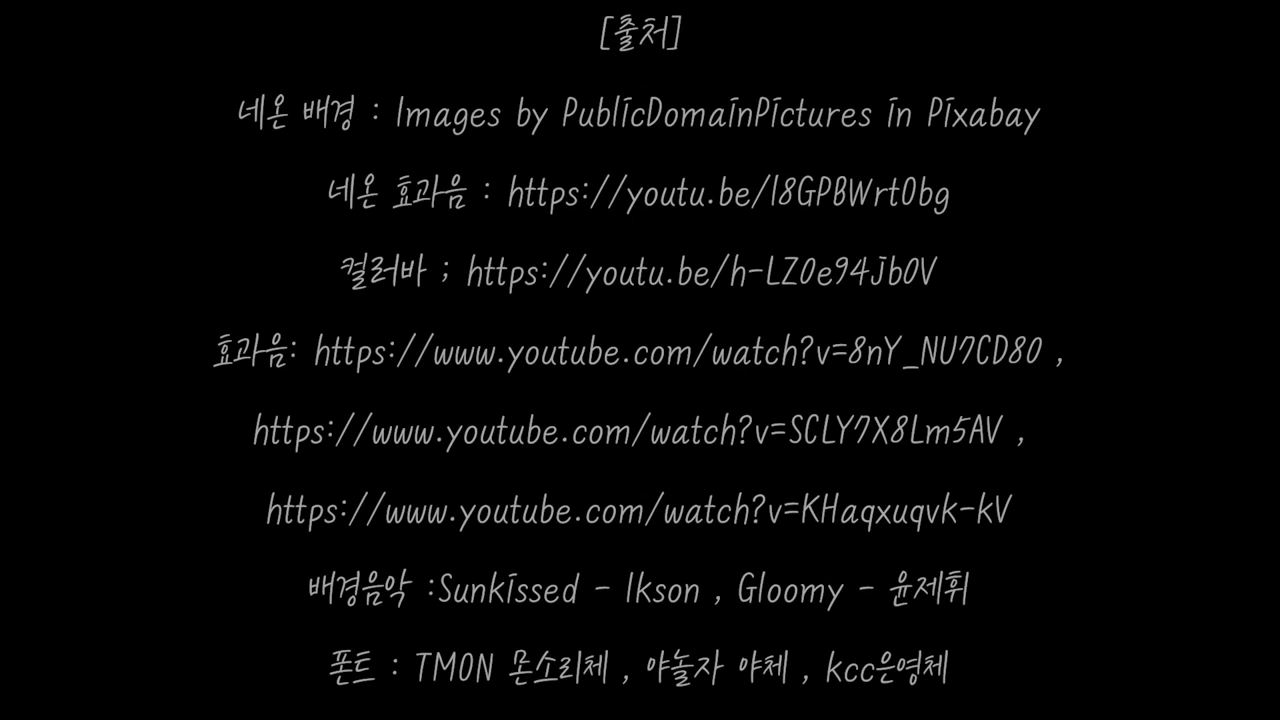 [출처]
네온 배경 : Images by PublicDomainPictures in Pixabay
네온 효과음 : https://youtu.be/l8GPBWrtObg
컬러바 ; https://youtu.be/h-LZ0e94JbOV
효과음: https://www.youtube.com/watch?v=8nY_NU7CD80 ,
https://www.youtube.com/watch?v=SCLY7X8Lm5AV ,
https://www.youtube.com/watch?v=KHaqxuqvk-kV
배경음악 :Sunkissed - Ikson , Gloomy - 윤제휘
폰트 : TMON 몬소리체 , 야놀자 야체 , kcc은영체